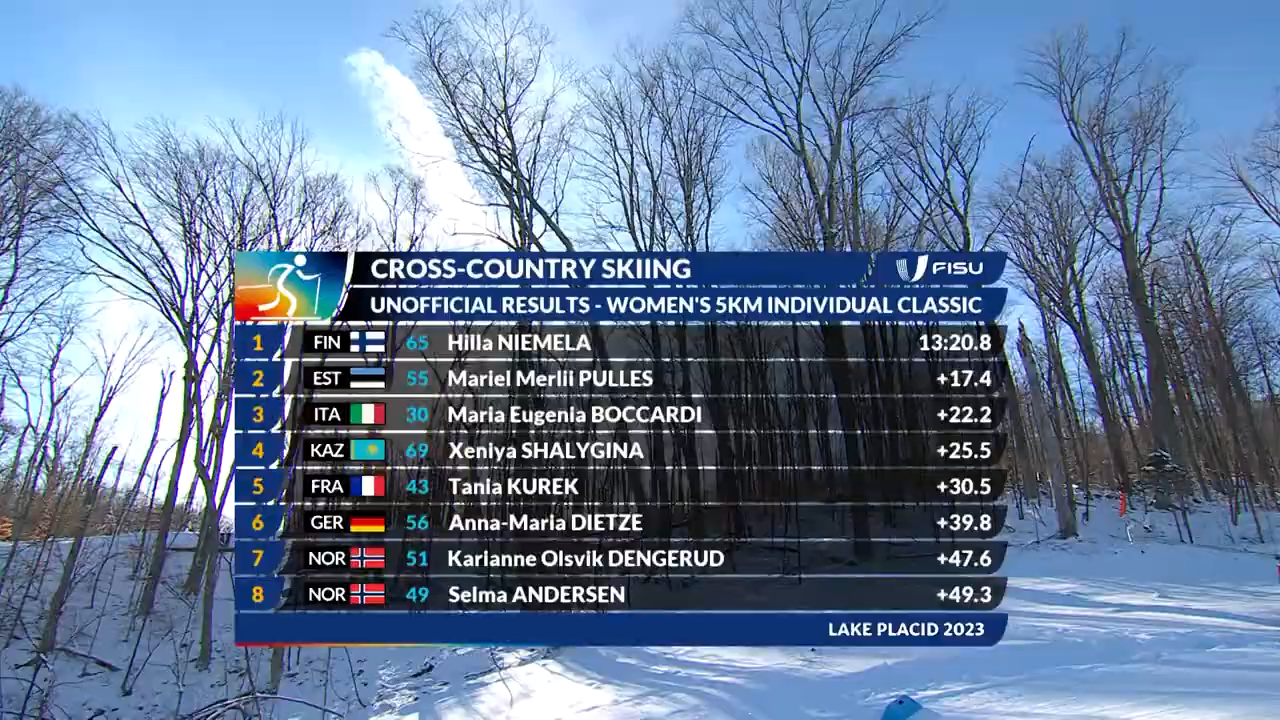 CROSS-COUNTRY SKIING FISU
UNOFFICIAL RESULTS - WOMEN'S 5KM INDIVIDUAL CLASSIC
1 FIN 65 Hilla NIEMELA 13:20.8
2 EST 55 Mariel Merlii PULLES +17.4
3 ITA 30 Maria Eugenia BOCCARDI +22.2
4 KAZ 69 Xeniya SHALYGINA +25.5
5 FRA 43 Tania KUREK +30.5
6 GER 56 Anna-Maria DIETZE +39.8
7 NOR 51 Karianne Olsvik DENGERUD +47.6
8 NOR 49 Selma ANDERSEN +49.3
LAKE PLACID 2023